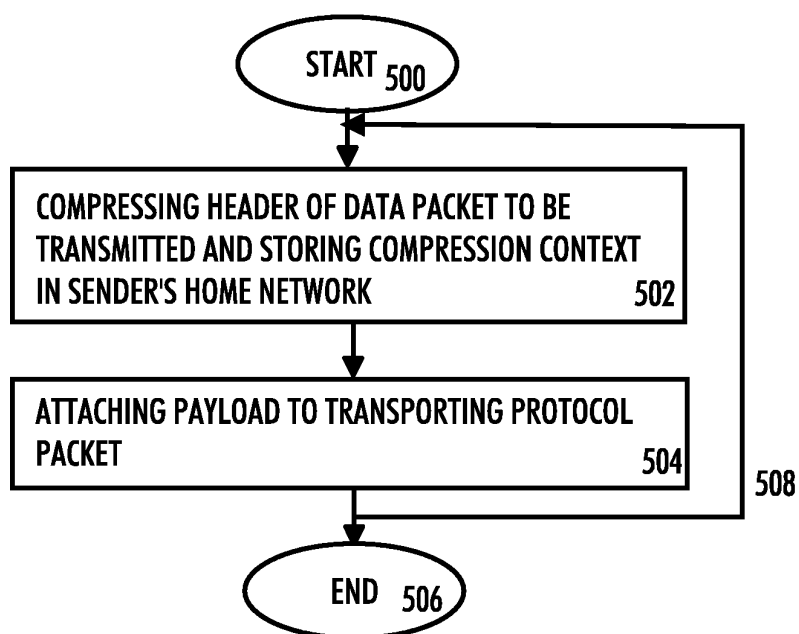 START 500
COMPRESSING HEADER OF DATA PACKET TO BE
TRANSMITTED AND STORING COMPRESSION CONTEXT
IN SENDER'S HOME NETWORK 502
ATTACHING PAYLOAD TO TRANSPORTING PROTOCOL
PACKET 504
508
END 506